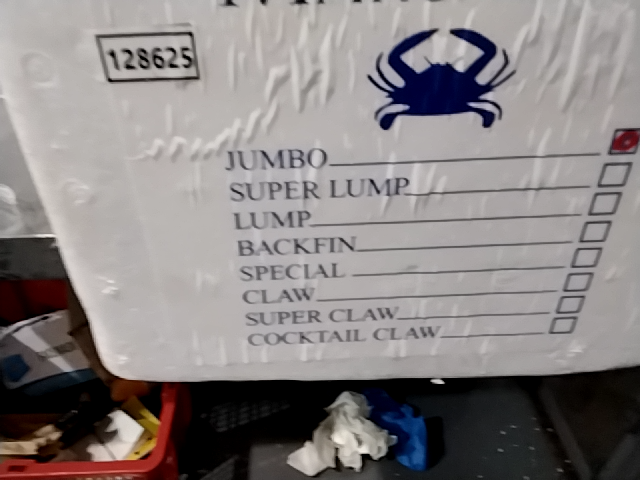 128625
JUMBO
SUPER LUMP
LUMP
BACKFIN
SPECIAL
CLAW
SUPER CLAW
COCKTAIL CLAW